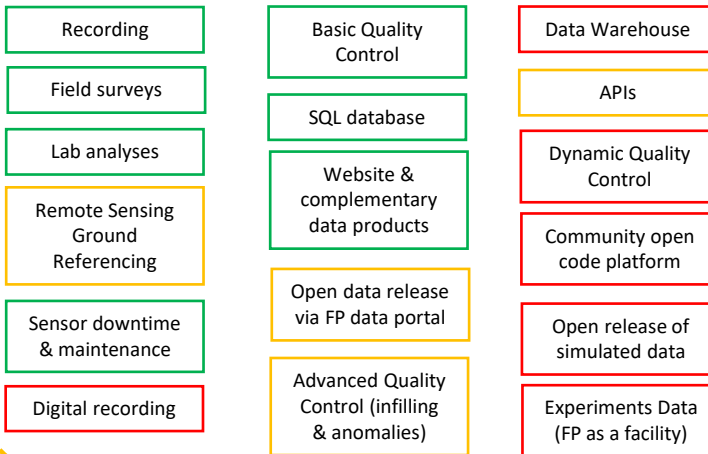 Recording
Field surveys
Lab analyses
Remote Sensing
Ground
Referencing
Sensor downtime
& maintenance
Digital recording
Basic Quality
Control
SQL database
Website &
complementary
data products
Open data release
via FP data portal
Advanced Quality
Control (infilling
& anomalies)
Data Warehouse
APIs
Dynamic Quality
Control
Community open
code platform
Open release of
simulated data
Experiments Data
(FP as a facility)